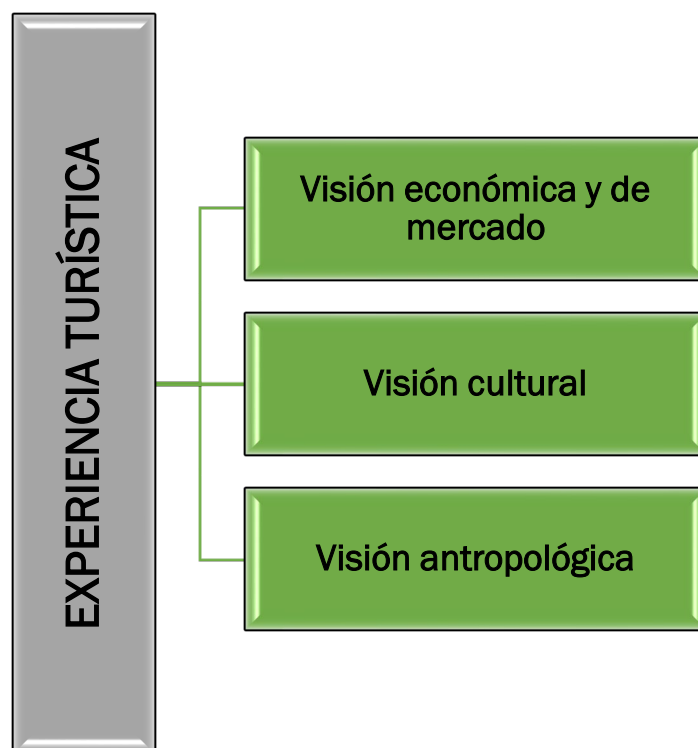 EXPERIENCIA TURÍSTICA
Visión económica y de
mercado
Visión cultural
Visión antropológica